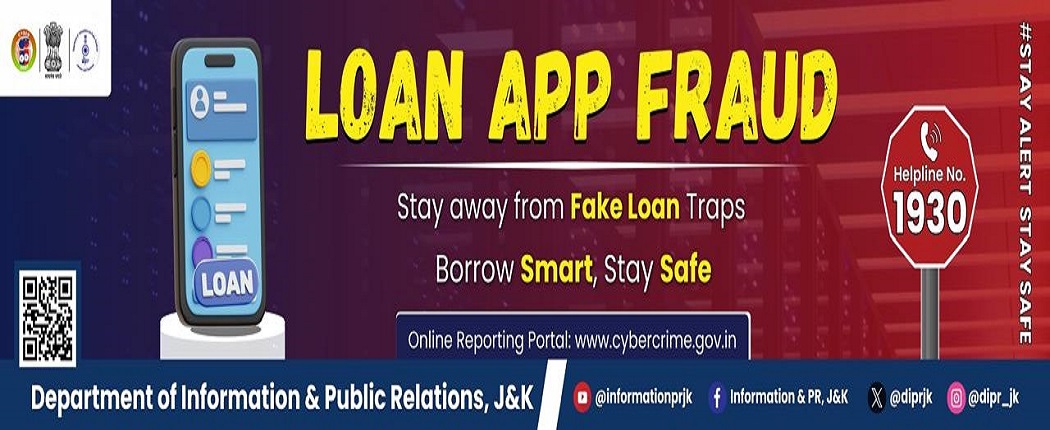 LOAN APP FRAUD
Stay away from Fake Loan Traps
Borrow Smart, Stay Safe
Online Reporting Portal: www.cybercrime.gov.in
LOAN
Helpline No.
1930
#STAY ALERT STAY SAFE
Department of Information & Public Relations, J&K
@informationprjk
Information & PR, J&K
@diprjk
@dipr_jk